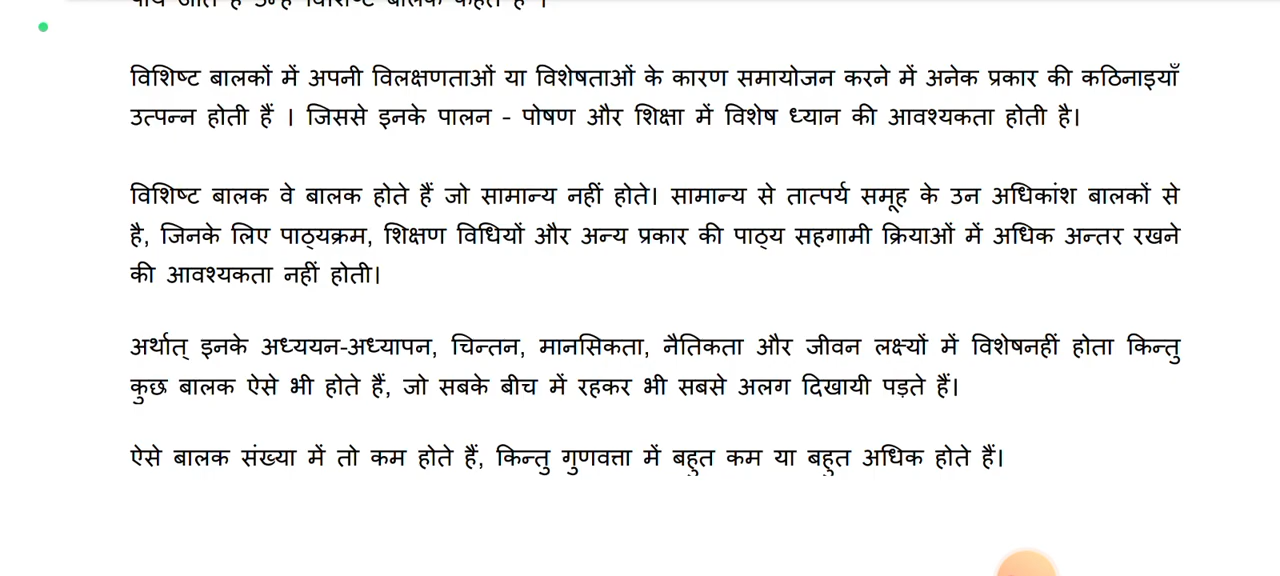 पाये जाते हैं उन्हें विशिष्ट बालक कहते हैं ।
विशिष्ट बालकों में अपनी विलक्षणताओं या विशेषताओं के कारण समायोजन करने में अनेक प्रकार की कठिनाइयाँ
उत्पन्न होती हैं । जिससे इनके पालन - पोषण और शिक्षा में विशेष ध्यान की आवश्यकता होती है।
विशिष्ट बालक वे बालक होते हैं जो सामान्य नहीं होते। सामान्य से तात्पर्य समूह के उन अधिकांश बालकों से
है, जिनके लिए पाठ्यक्रम, शिक्षण विधियों और अन्य प्रकार की पाठ्य सहगामी क्रियाओं में अधिक अन्तर रखने
की आवश्यकता नहीं होती।
अर्थात् इनके अध्ययन-अध्यापन, चिन्तन, मानसिकता, नैतिकता और जीवन लक्ष्यों में विशेषनहीं होता किन्तु
कुछ बालक ऐसे भी होते हैं, जो सबके बीच में रहकर भी सबसे अलग दिखायी पड़ते हैं।
ऐसे बालक संख्या में तो कम होते हैं, किन्तु गुणवत्ता में बहुत कम या बहुत अधिक होते हैं।